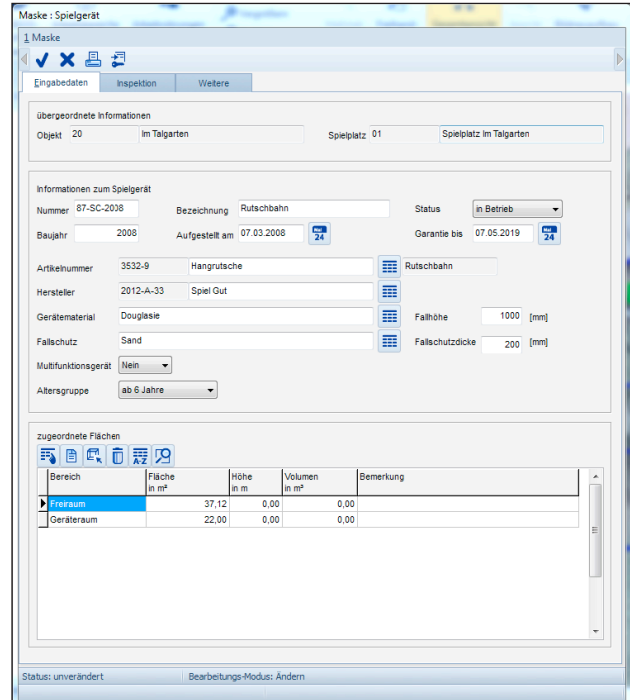 Maske : Spielgerät
1 Maske
Eingabedaten Inspektion Weitere
übergeordnete Informationen
Objekt 20 Im Talgarten Spielplatz 01 Spielplatz Im Talgarten
Informationen zum Spielgerät
Nummer 87-SC-2008 Bezeichnung Rutschbahn Status in Betrieb
Baujahr 2008 Aufgestellt am 07.03.2008 24 Garantie bis 07.05.2019 24
Artikelnummer 3532-9 Hangrutsche Rutschbahn
Hersteller 2012-A-33 Spiel Gut
Gerätematerial Douglasie Fallhöhe 1000 [mm]
Fallschutz Sand Fallschutzdicke 200 [mm]
Multifunktionsgerät Nein
Altersgruppe ab 6 Jahre
zugeordnete Flächen
A-Z
Bereich Fläche Höhe Volumen Bemerkung
in m² in m in m³
Freiraum 37,12 0,00 0,00
Geräteraum 22,00 0,00 0,00
Status: unverändert Bearbeitungs-Modus: Ändern